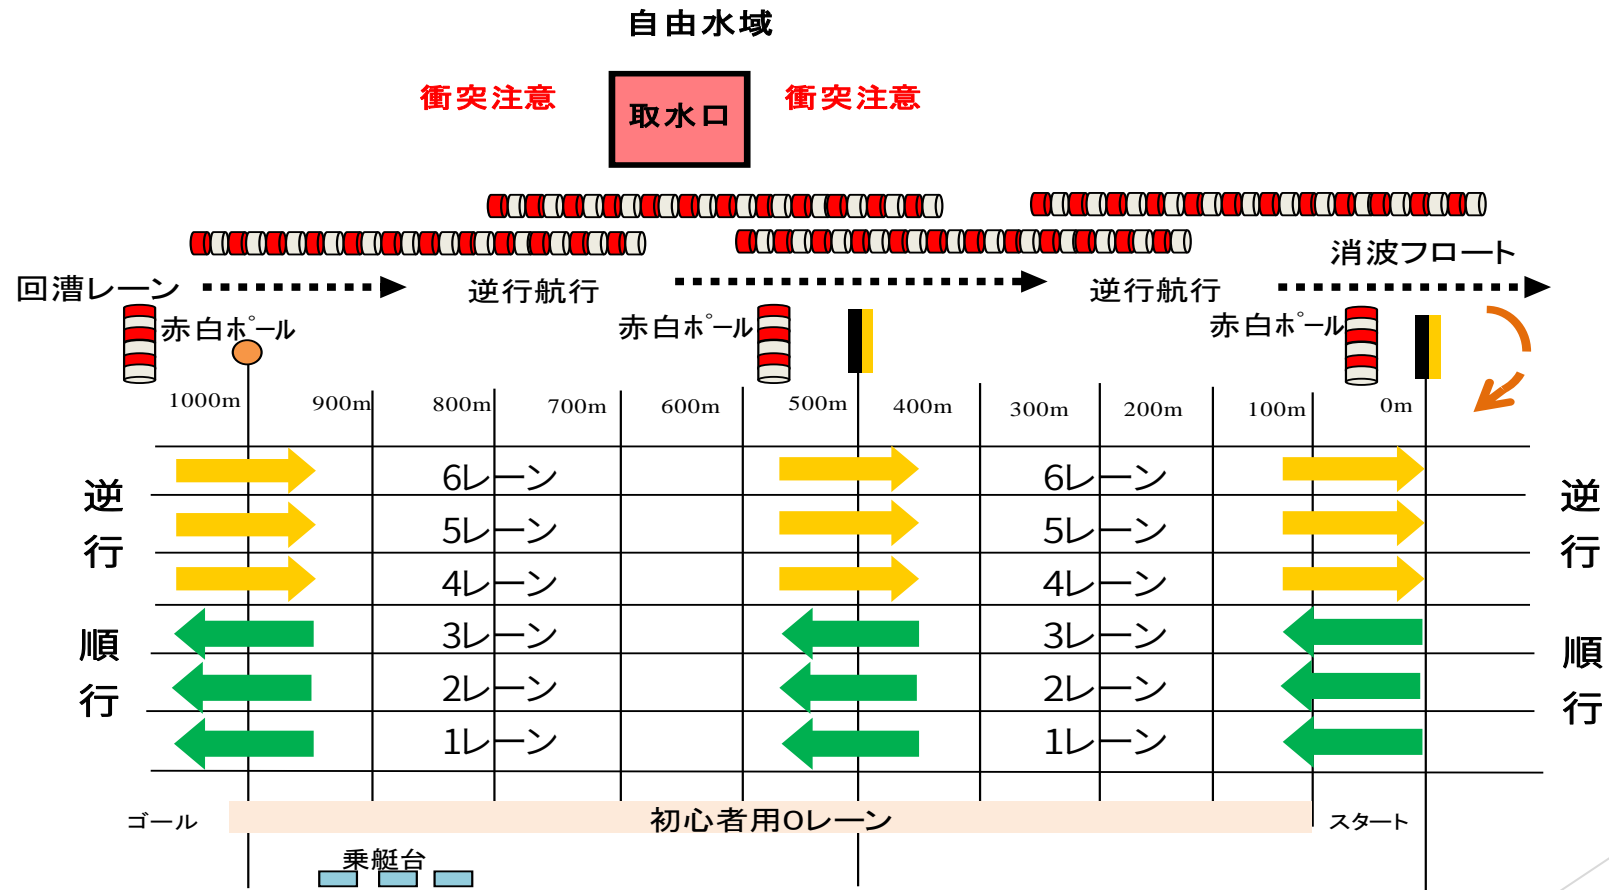 自由水域
衝突注意 取水口 衝突注意
消波フロート
回漕レーン 逆行航行 逆行航行
赤白ポール 赤白ポール 赤白ポール
1000m 900m 800m 700m 600m 500m 400m 300m 200m 100m 0m
6レーン 6レーン
逆行 逆行
5レーン 5レーン
4レーン 4レーン
3レーン 3レーン
順行 順行
2レーン 2レーン
1レーン 1レーン
ゴール 初心者用0レーン スタート
乗艇台